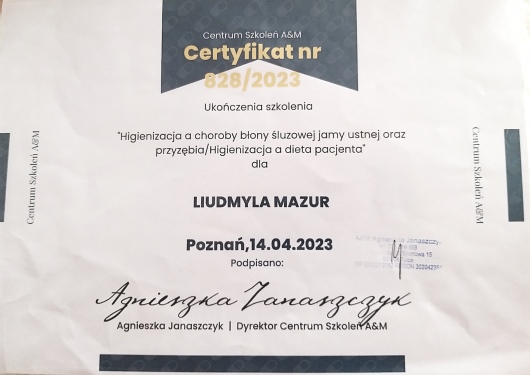 Centrum Szkoleń A&M
Certyfikat nr
828/2023
Ukończenia szkolenia
"Higienizacja a choroby błony śluzowej jamy ustnej oraz
przyzębia/Higienizacja a dieta pacjenta"
dla
LIUDMYLA MAZUR
Centrum Szkoleń A&M
Centrum Szkoleń A&M
Poznań,14.04.2023
Podpisano:
Agnieszka Janaszczyk
Agnieszka Janaszczyk | Dyrektor Centrum Szkoleń A&M